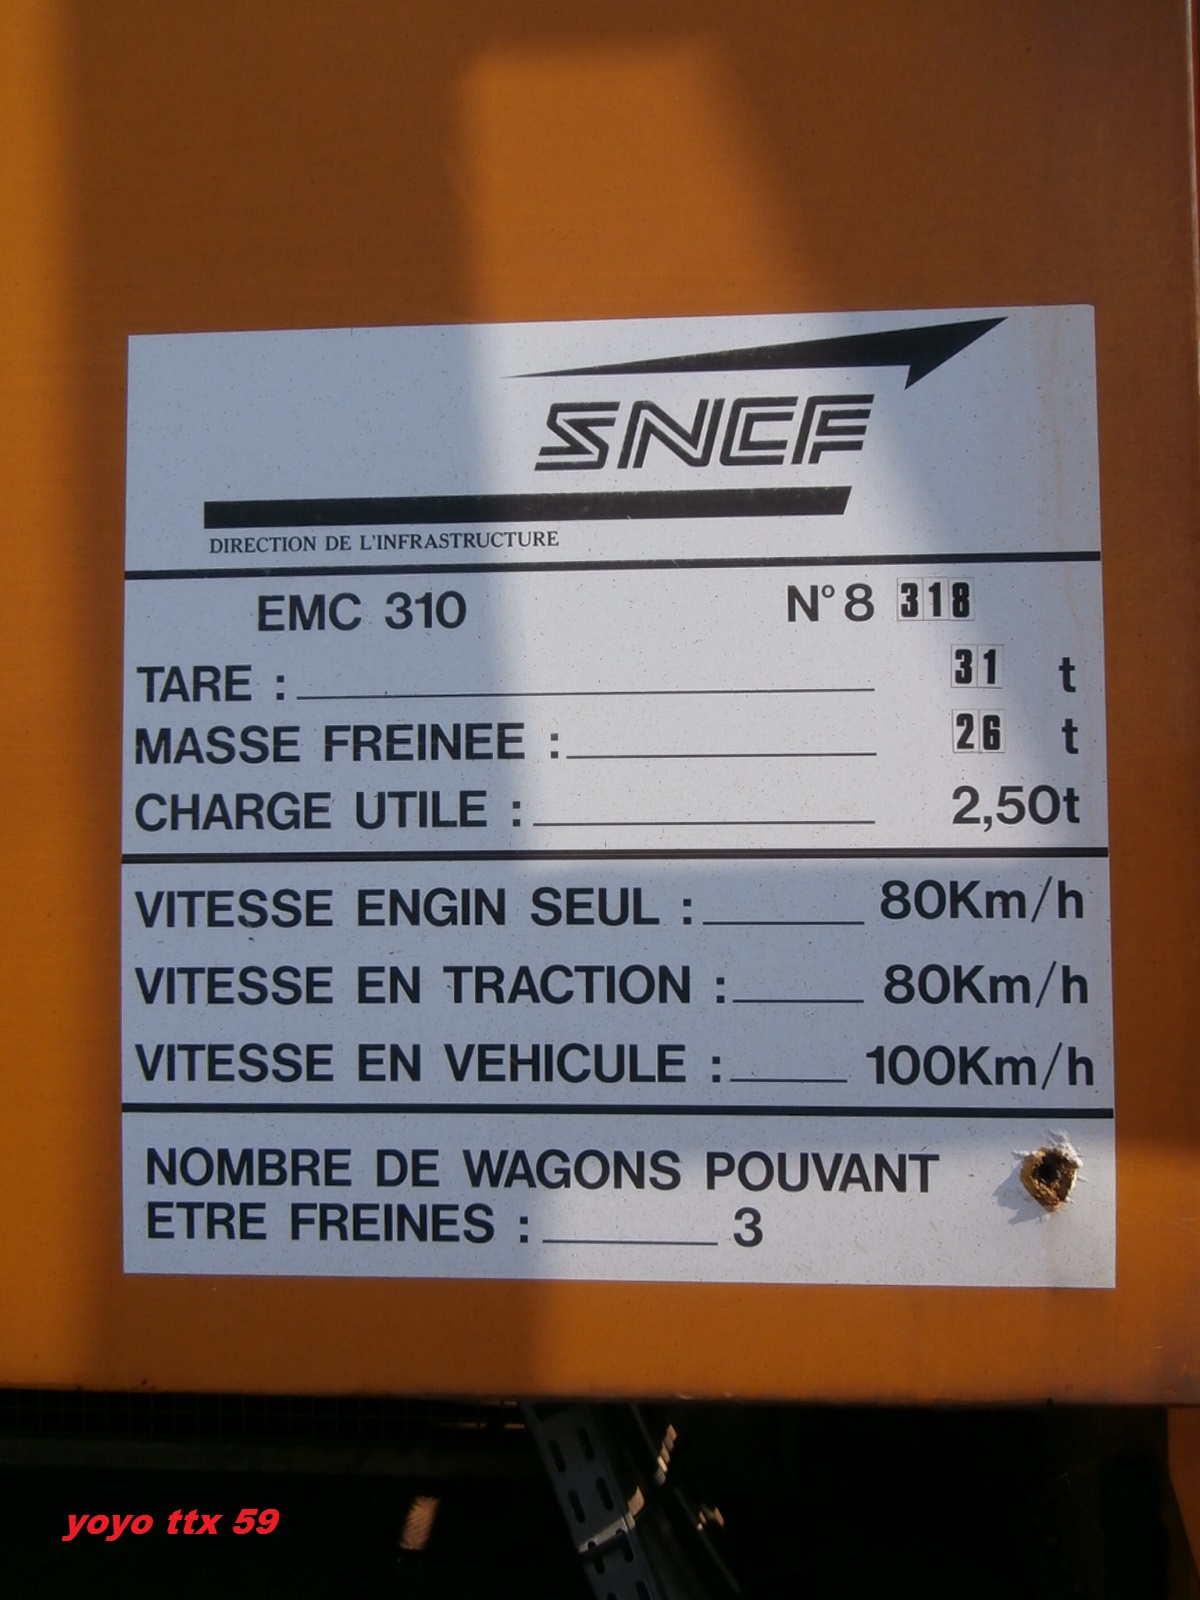 SNCF
DIRECTION DE L'INFRASTRUCTURE
EMC 310 N°8 318
TARE : 31 t
MASSE FREINEE : 26 t
CHARGE UTILE : 2,50t
VITESSE ENGIN SEUL : 80Km/h
VITESSE EN TRACTION : 80Km/h
VITESSE EN VEHICULE : 100Km/h
NOMBRE DE WAGONS POUVANT
ETRE FREINES : 3
yoyo ttx 59